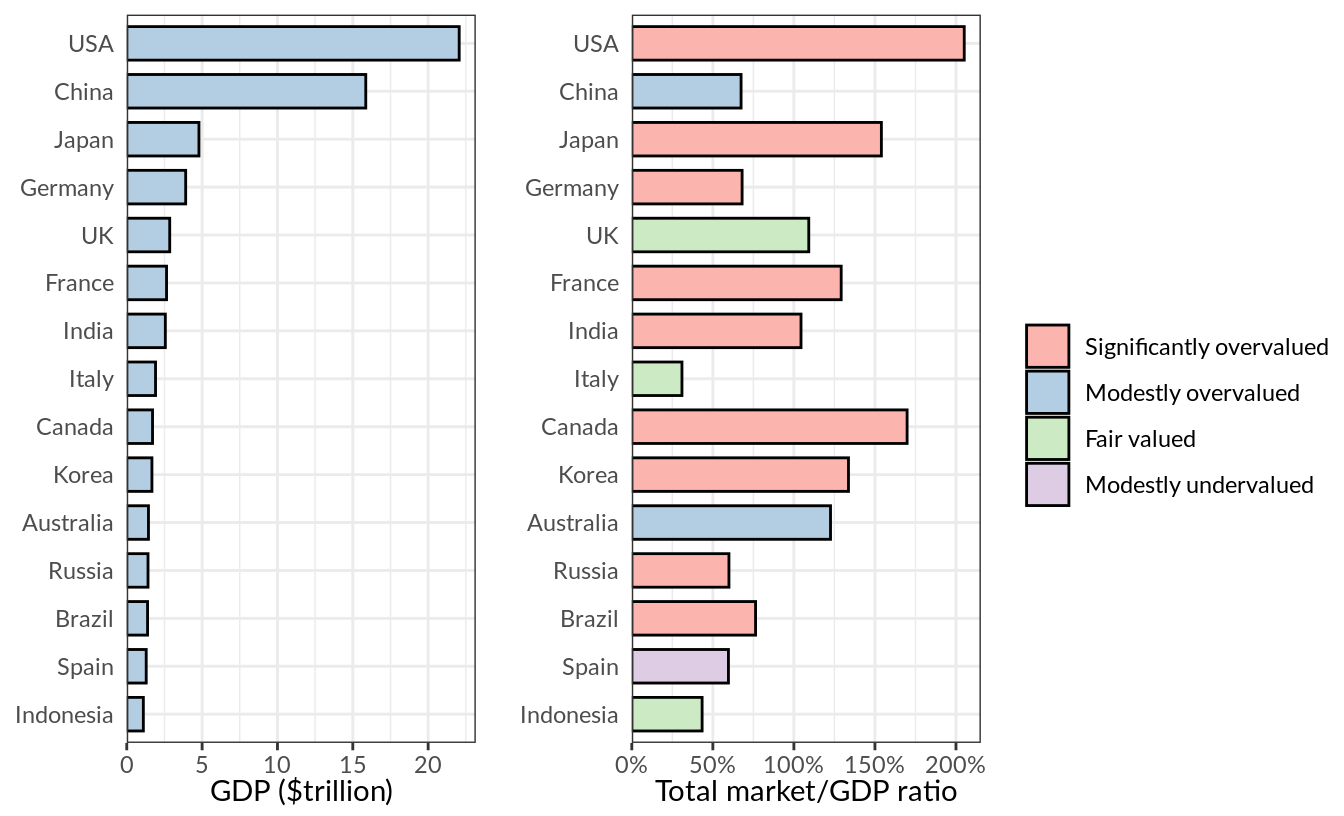 USA
China
Japan
Germany
UK
France
India
Italy
Canada
Korea
Australia
Russia
Brazil
Spain
Indonesia
0 5 10 15 20
GDP ($trillion)
USA
China
Japan
Germany
UK
France
India
Italy
Canada
Korea
Australia
Russia
Brazil
Spain
Indonesia
0% 50% 100% 150% 200%
Total market/GDP ratio
Significantly overvalued
Modestly overvalued
Fair valued
Modestly undervalued